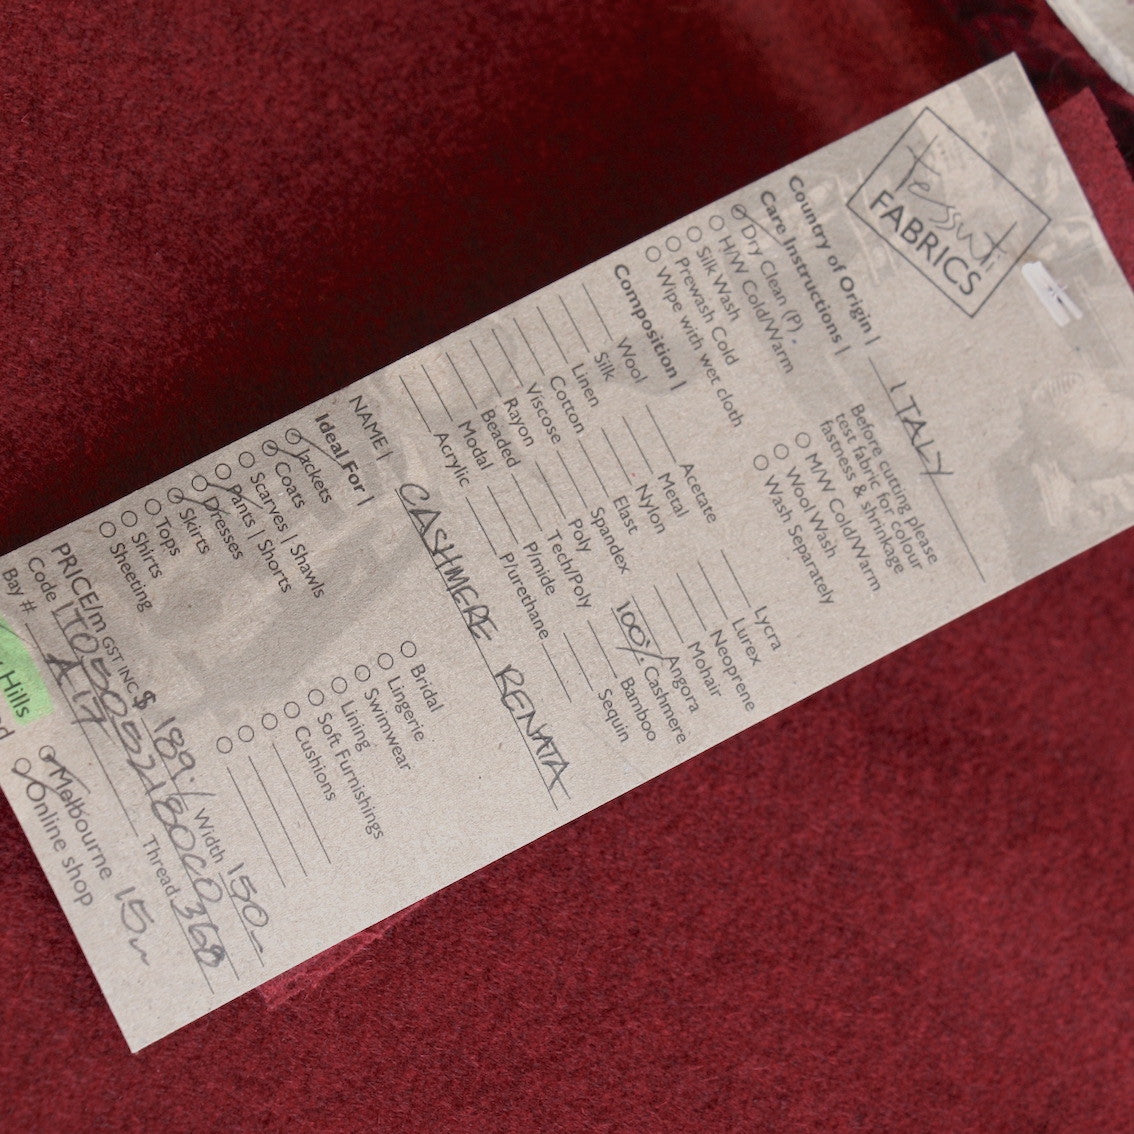 tessuti
FABRICS
Country of Origin | ITALY
Care Instructions |
Dry Clean (P).
H/W Cold/Warm
Silk Wash
Prewash Cold
Wipe with wet cloth
Before cutting please
test fabric for colour
fastness & shrinkage
M/W Cold/Warm
Wool Wash
Wash Separately
Composition |
Wool
Silk
Linen
Cotton
Viscose
Rayon
Beaded
Modal
Acrylic
Acetate
Metal
Nylon
Elast
Spandex
Poly
Tech/Poly
P/mide
P/urethane
Lycra
Lurex
Neoprene
Mohair
Angora
100% Cashmere
Bamboo
Sequin
NAME | CASHMERE RENATA
Ideal For |
Jackets
Coats
Scarves | Shawls
Pants | Shorts
Dresses
Skirts
Tops
Shirts
Sheeting
Bridal
Lingerie
Swimwear
Lining
Soft Furnishings
Cushions
PRICE/m GST INC $ 189./ Width 150
Code |
Thread 368
Bay # A17
Hills
Melbourne
Online shop